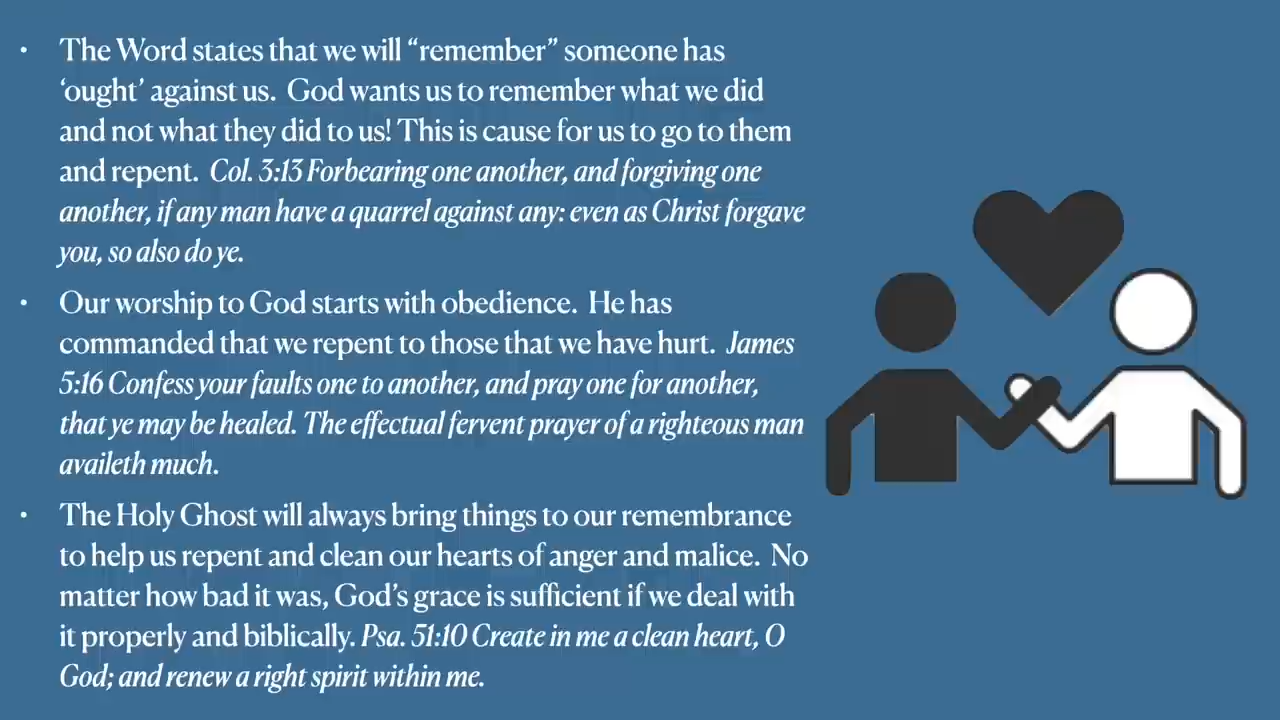 • The Word states that we will “remember” someone has
‘ought’ against us.  God wants us to remember what we did
and not what they did to us! This is cause for us to go to them
and repent.  Col. 3:13 Forbearing one another, and forgiving one
another, if any man have a quarrel against any: even as Christ forgave
you, so also do ye.
• Our worship to God starts with obedience.  He has
commanded that we repent to those that we have hurt.  James
5:16 Confess your faults one to another, and pray one for another,
that ye may be healed. The effectual fervent prayer of a righteous man
availeth much.
• The Holy Ghost will always bring things to our remembrance
to help us repent and clean our hearts of anger and malice.  No
matter how bad it was, God’s grace is sufficient if we deal with
it properly and biblically. Psa. 51:10 Create in me a clean heart, O
God; and renew a right spirit within me.